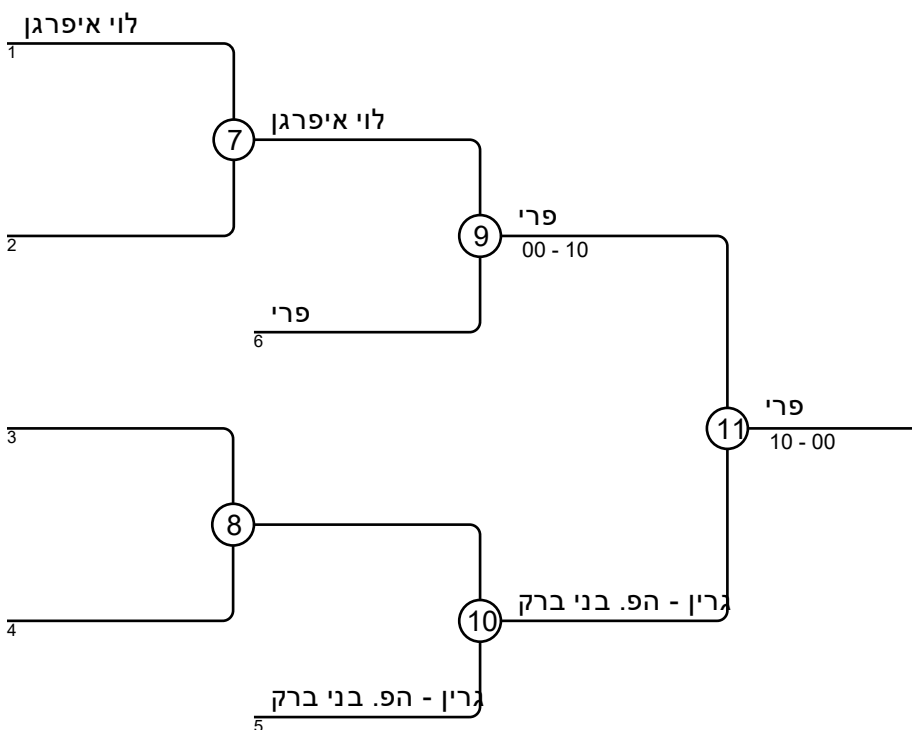 לוי איפרגן
1
7
לוי איפרגן
2
9
פרי
00 - 10
פרי
6
3
11
פרי
10 - 00
8
4
10
גרין - הפ. בני ברק
גרין - הפ. בני ברק
5